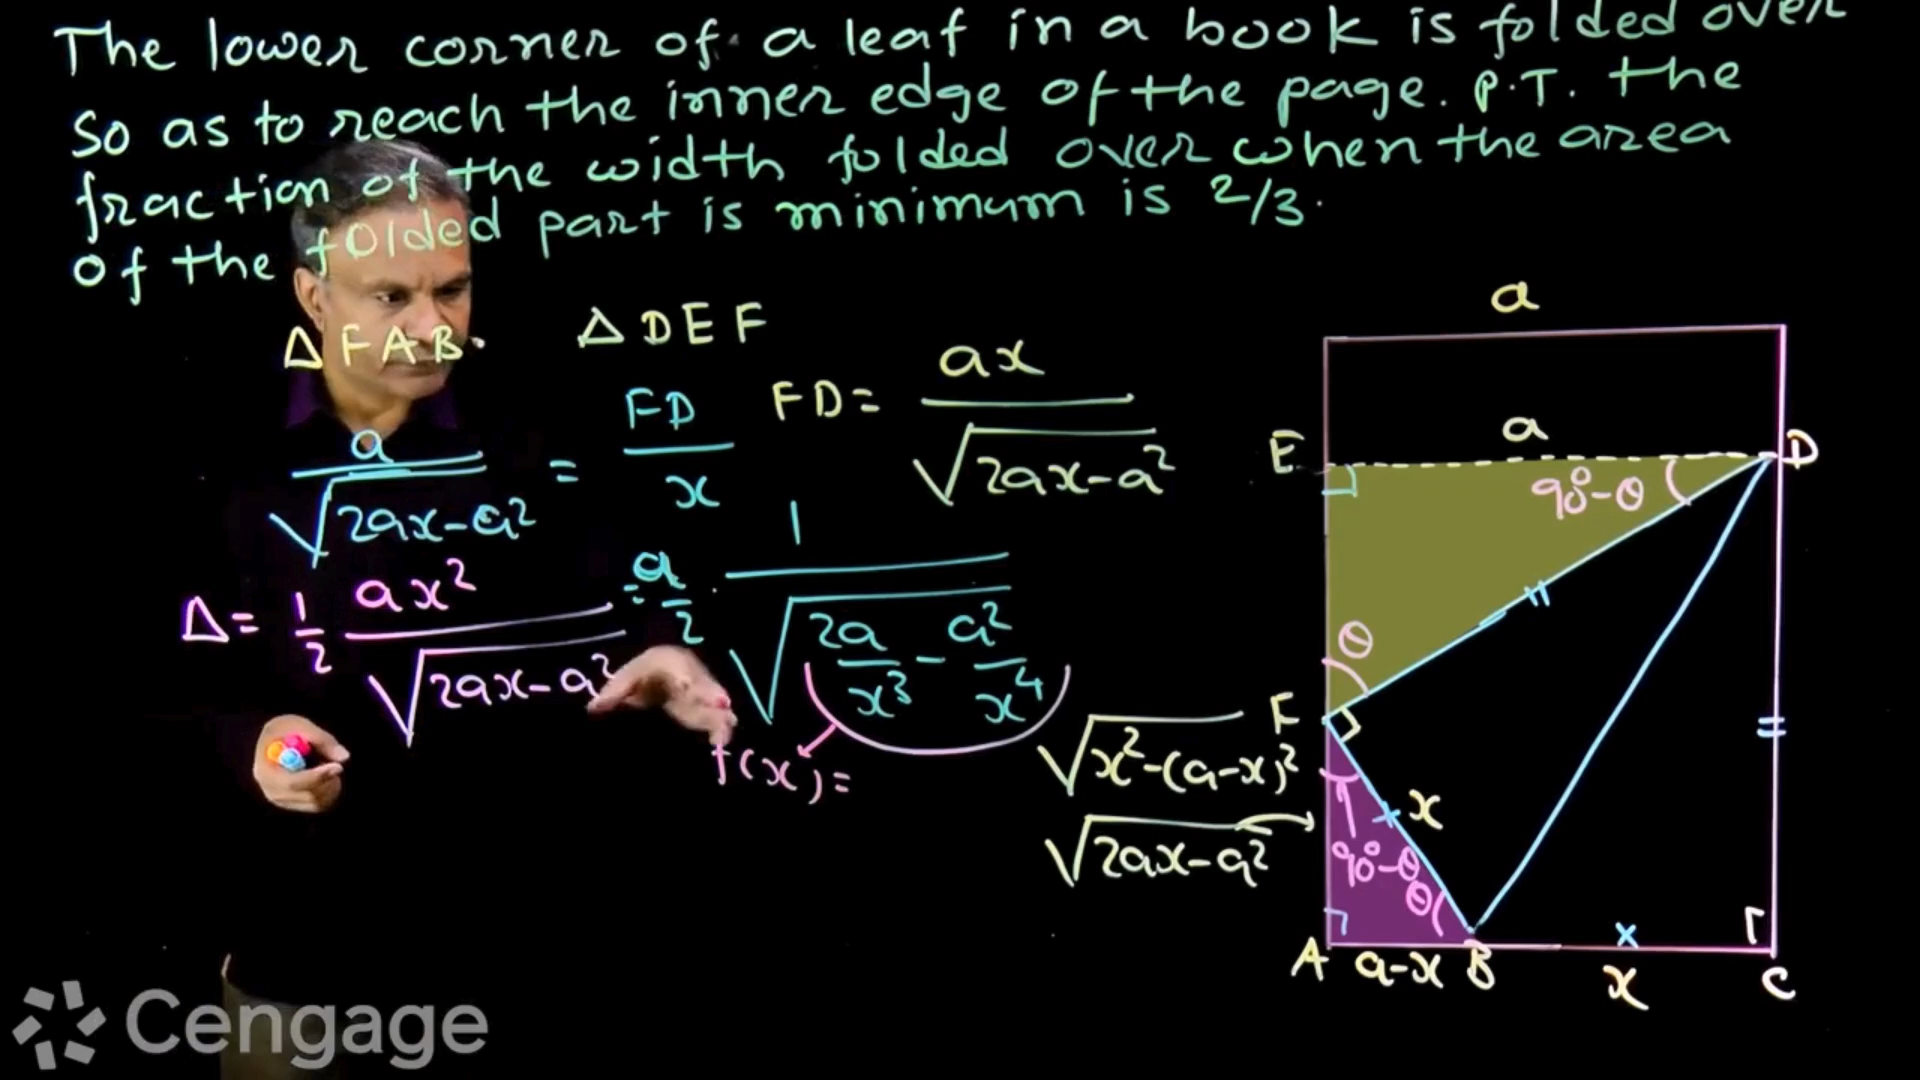 The lower corner of a leaf in a book is folded over
so as to reach the inner edge of the page. P.T. the
fraction of the width folded over when the area
of the folded part is minimum is 2/3.
Δ FAB. Δ DEF
a/√(2ax-a²) = FD/x FD = ax/√(2ax-a²)
Δ = 1/2 ax²/√(2ax-a²) = a/2 · 1/√(2a/x³ - a²/x⁴)
f(x) =
√(x²-(a-x)²)
√(2ax-a²)
a
E a D
90°-θ
θ
F
x
90°-θ
θ
A a-x B x C
Cengage